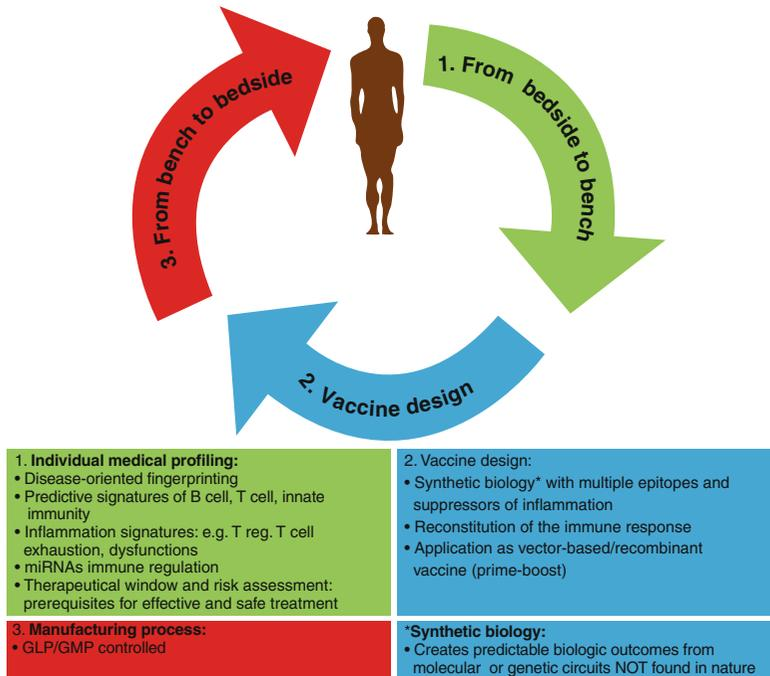 1. From bedside to bench
2. Vaccine design
3. From bench to bedside
1. Individual medical profiling:
• Disease-oriented fingerprinting
• Predictive signatures of B cell, T cell, innate
immunity
• Inflammation signatures: e.g. T reg. T cell
exhaustion, dysfunctions
• miRNAs immune regulation
• Therapeutical window and risk assessment:
prerequisites for effective and safe treatment
2. Vaccine design:
• Synthetic biology* with multiple epitopes and
suppressors of inflammation
• Reconstitution of the immune response
• Application as vector-based/recombinant
vaccine (prime-boost)
3. Manufacturing process:
• GLP/GMP controlled
*Synthetic biology:
• Creates predictable biologic outcomes from
molecular or genetic circuits NOT found in nature